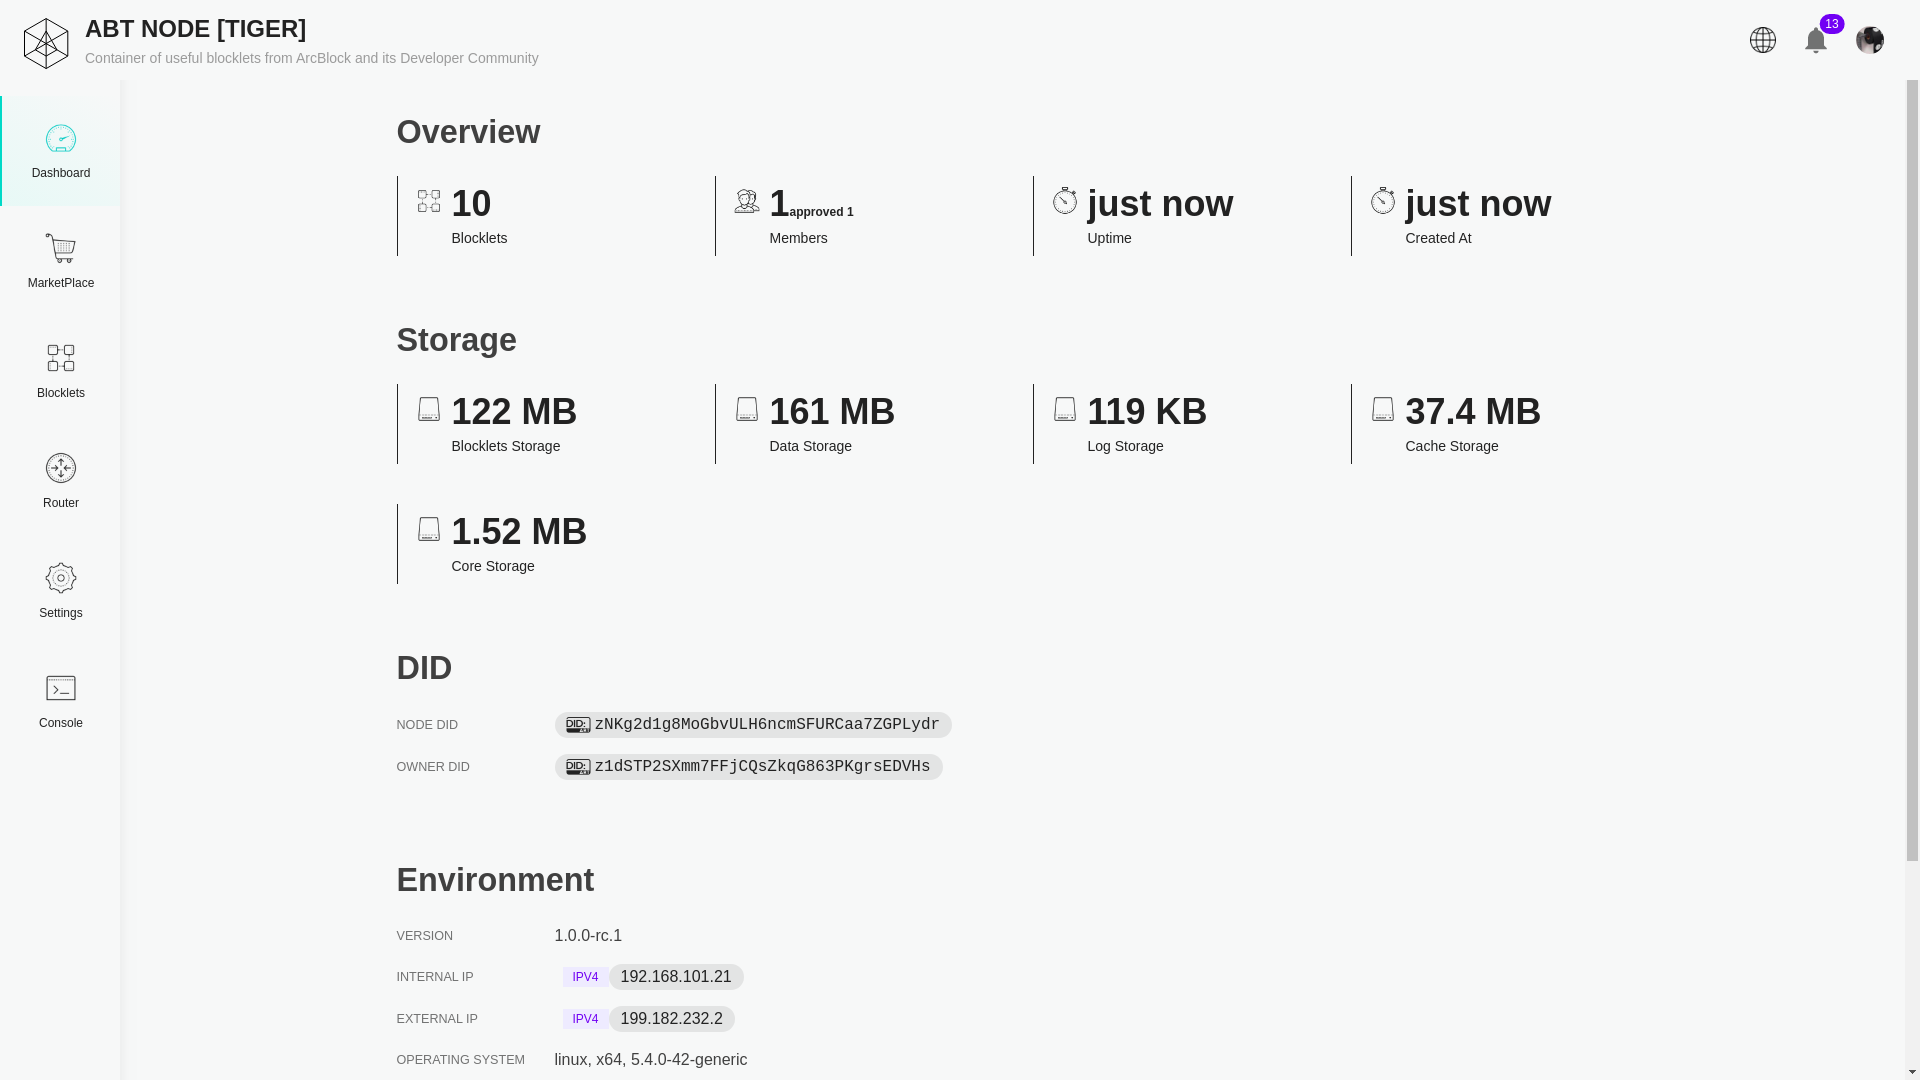 ABT NODE [TIGER]
Container of useful blocklets from ArcBlock and its Developer Community
13
Dashboard
MarketPlace
Blocklets
Router
Settings
Console
Overview
10
Blocklets
1 approved 1
Members
just now
Uptime
just now
Created At
Storage
122 MB
Blocklets Storage
161 MB
Data Storage
119 KB
Log Storage
37.4 MB
Cache Storage
1.52 MB
Core Storage
DID
NODE DID DID: ABT zNKg2d1g8MoGbvULH6ncmSFURCaa7ZGPLydr
OWNER DID DID: ABT z1dSTP2SXmm7FFjCQsZkqG863PKgrsEDVHs
Environment
VERSION 1.0.0-rc.1
INTERNAL IP IPV4 192.168.101.21
EXTERNAL IP IPV4 199.182.232.2
OPERATING SYSTEM linux, x64, 5.4.0-42-generic